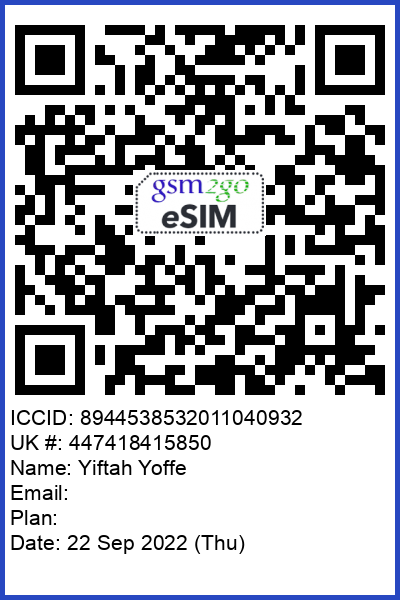 gsm2go
eSIM
ICCID: 8944538532011040932
UK #: 447418415850
Name: Yiftah Yoffe
Email:
Plan:
Date: 22 Sep 2022 (Thu)